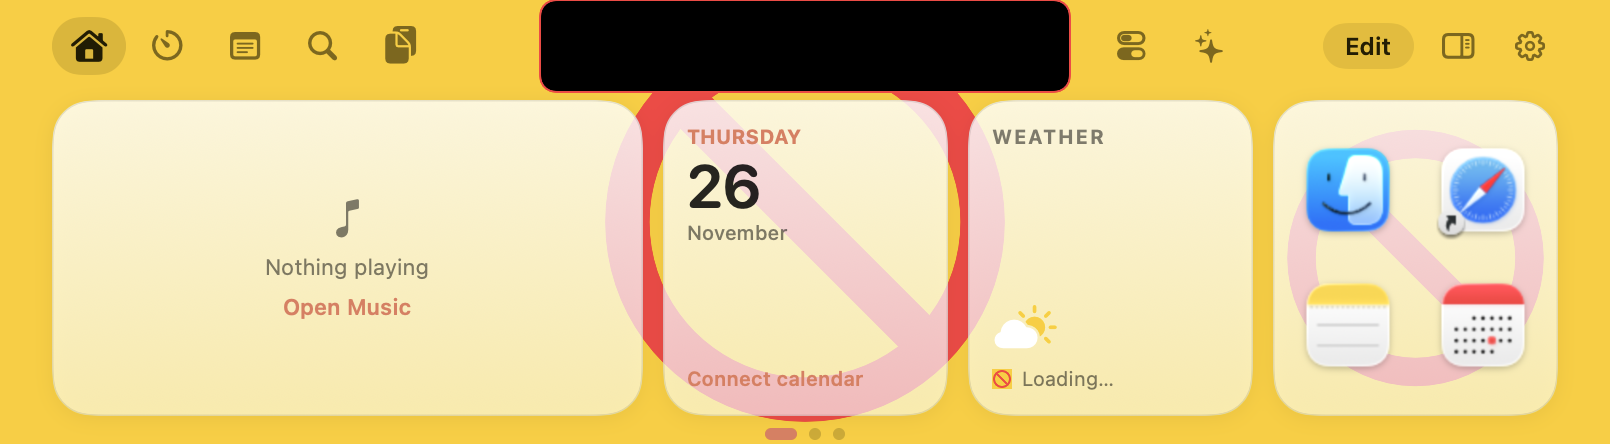 Edit
Nothing playing
Open Music
THURSDAY
26
November
Connect calendar
WEATHER
Loading...